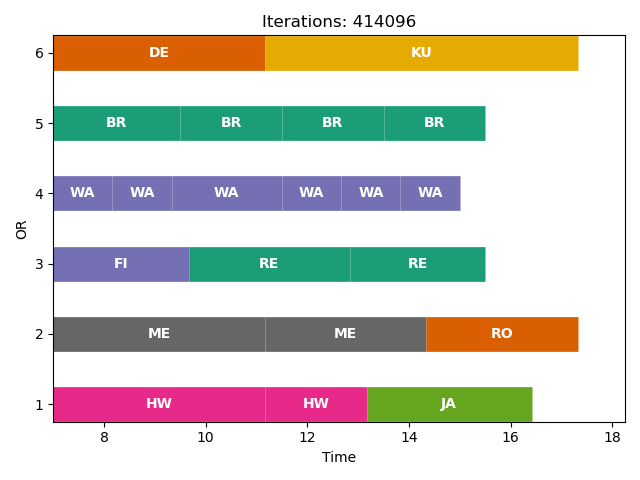 Iterations: 414096
6 DE KU
5 BR BR BR BR
4 WA WA WA WA WA WA
OR
3 FI RE RE
2 ME ME RO
1 HW HW JA
8 10 12 14 16 18
Time